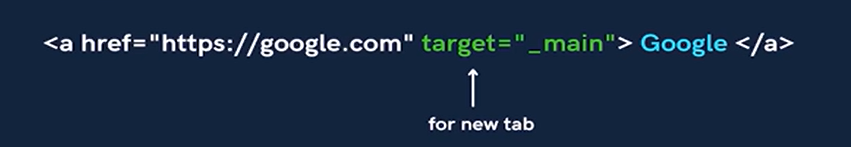 <a href="https://google.com" target="_main"> Google </a>
for new tab